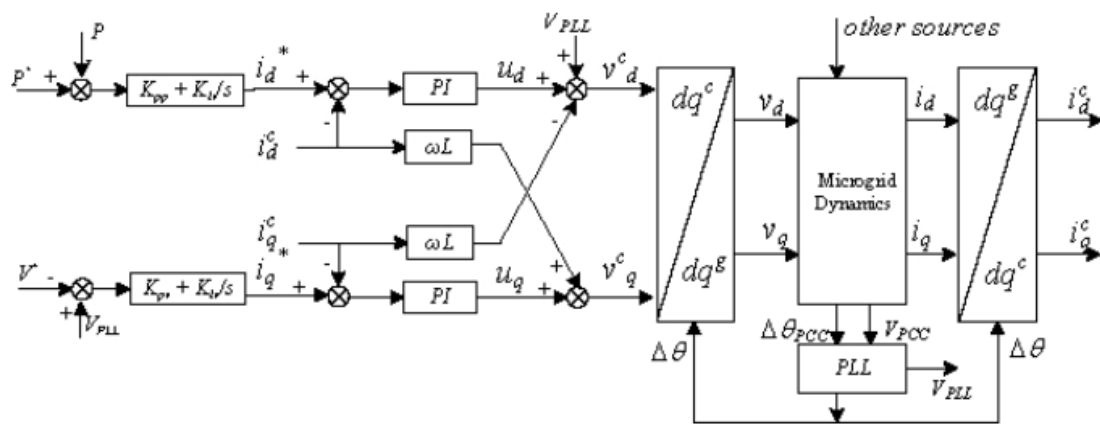 P
V_PLL
other sources
P* + K_pp + K_i/s i_d* + PI u_d + + v^c_d dq^c v_d i_d dq^g i^c_d
- - -
i^c_d ωL
Microgrid
Dynamics
i^c_q ωL
V* - K_pv + K_iv/s i_q* + - PI u_q + + v^c_q dq^g v_q i_q dq^c i^c_q
+ V_PLL
Δθ Δθ_PCC V_PCC Δθ
PLL V_PLL